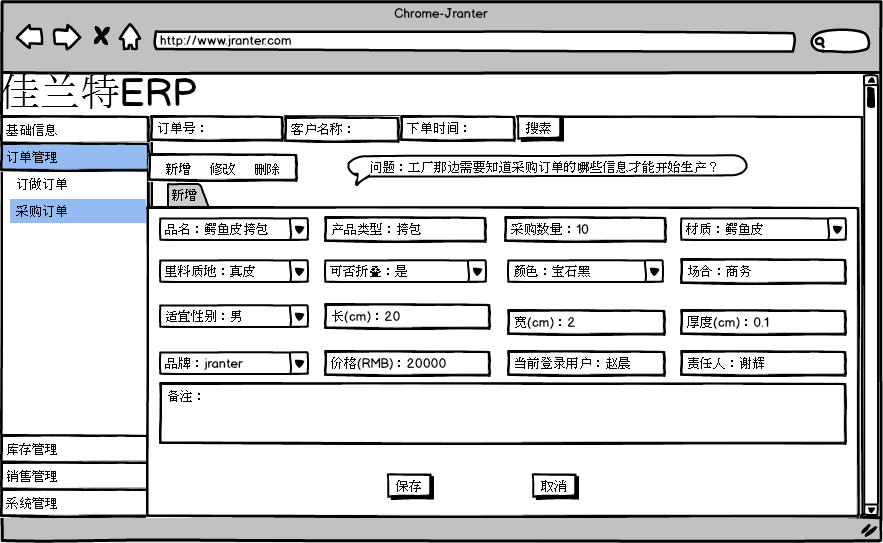 Chrome-Jranter
http://www.jranter.com
佳兰特ERP
基础信息
订单管理
订做订单
采购订单
库存管理
销售管理
系统管理
订单号：
客户名称：
下单时间：
搜索
新增 修改 删除
问题：工厂那边需要知道采购订单的哪些信息才能开始生产？
新增
品名：鳄鱼皮挎包
产品类型：挎包
采购数量：10
材质：鳄鱼皮
里料质地：真皮
可否折叠：是
颜色：宝石黑
场合：商务
适宜性别：男
长(cm)：20
宽(cm)：2
厚度(cm)：0.1
品牌：jranter
价格(RMB)：20000
当前登录用户：赵晨
责任人：谢辉
备注：
保存
取消